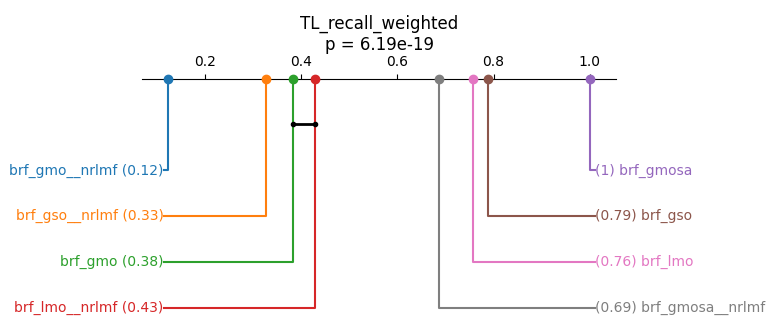 TL_recall_weighted
p = 6.19e-19
0.2 0.4 0.6 0.8 1.0
brf_gmo__nrlmf (0.12) (1) brf_gmosa
brf_gso__nrlmf (0.33) (0.79) brf_gso
brf_gmo (0.38) (0.76) brf_lmo
brf_lmo__nrlmf (0.43) (0.69) brf_gmosa__nrlmf